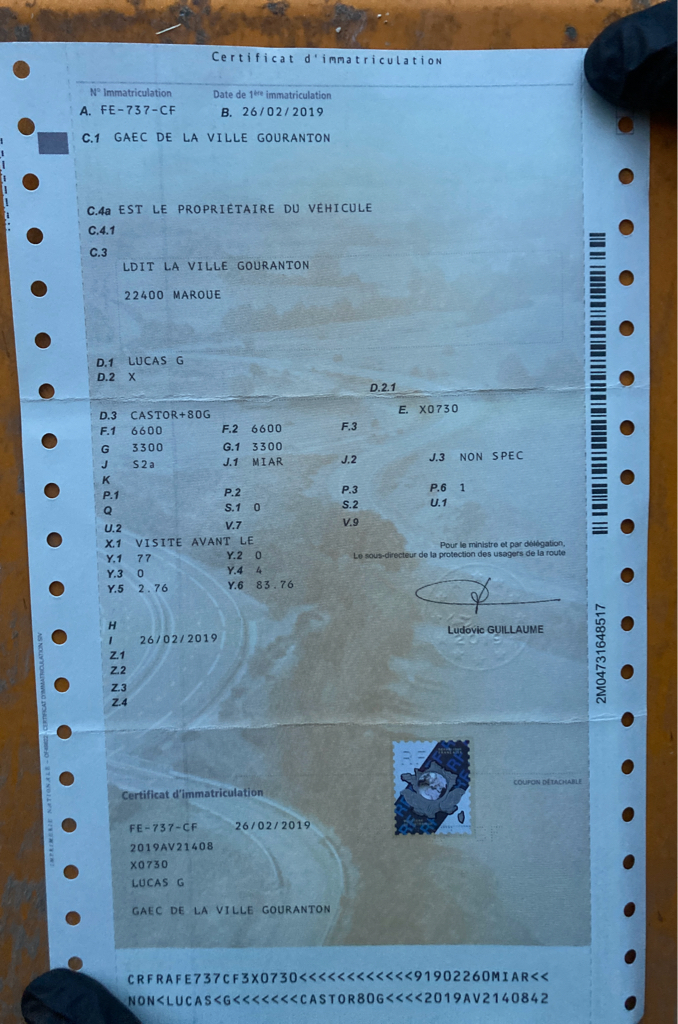 Certificat d'immatriculation
N° Immatriculation Date de 1ère immatriculation
A. FE-737-CF B. 26/02/2019
C.1 GAEC DE LA VILLE GOURANTON
C.4a EST LE PROPRIÉTAIRE DU VÉHICULE
C.4.1
C.3
LDIT LA VILLE GOURANTON
22400 MAROUE
D.1 LUCAS G
D.2 X D.2.1
D.3 CASTOR+80G E. X0730
F.1 6600 F.2 6600 F.3
G 3300 G.1 3300
J S2a J.1 MIAR J.2 J.3 NON SPEC
K
P.1 P.2 P.3 P.6 1
Q S.1 0 S.2 U.1
U.2 V.7 V.9
X.1 VISITE AVANT LE
Y.1 77 Y.2 0
Y.3 0 Y.4 4
Y.5 2.76 Y.6 83.76
Pour le ministre et par délégation,
Le sous-directeur de la protection des usagers de la route
Ludovic GUILLAUME
H
I 26/02/2019
Z.1
Z.2
Z.3
Z.4
2M04731648517
COUPON DÉTACHABLE
Certificat d'immatriculation
FE-737-CF 26/02/2019
2019AV21408
X0730
LUCAS G
GAEC DE LA VILLE GOURANTON
CRFRAFE737CF3X0730<<<<<<<<<<<<91902260MIAR<<
NON<LUCAS<G<<<<<<<CASTOR80G<<<<2019AV2140842